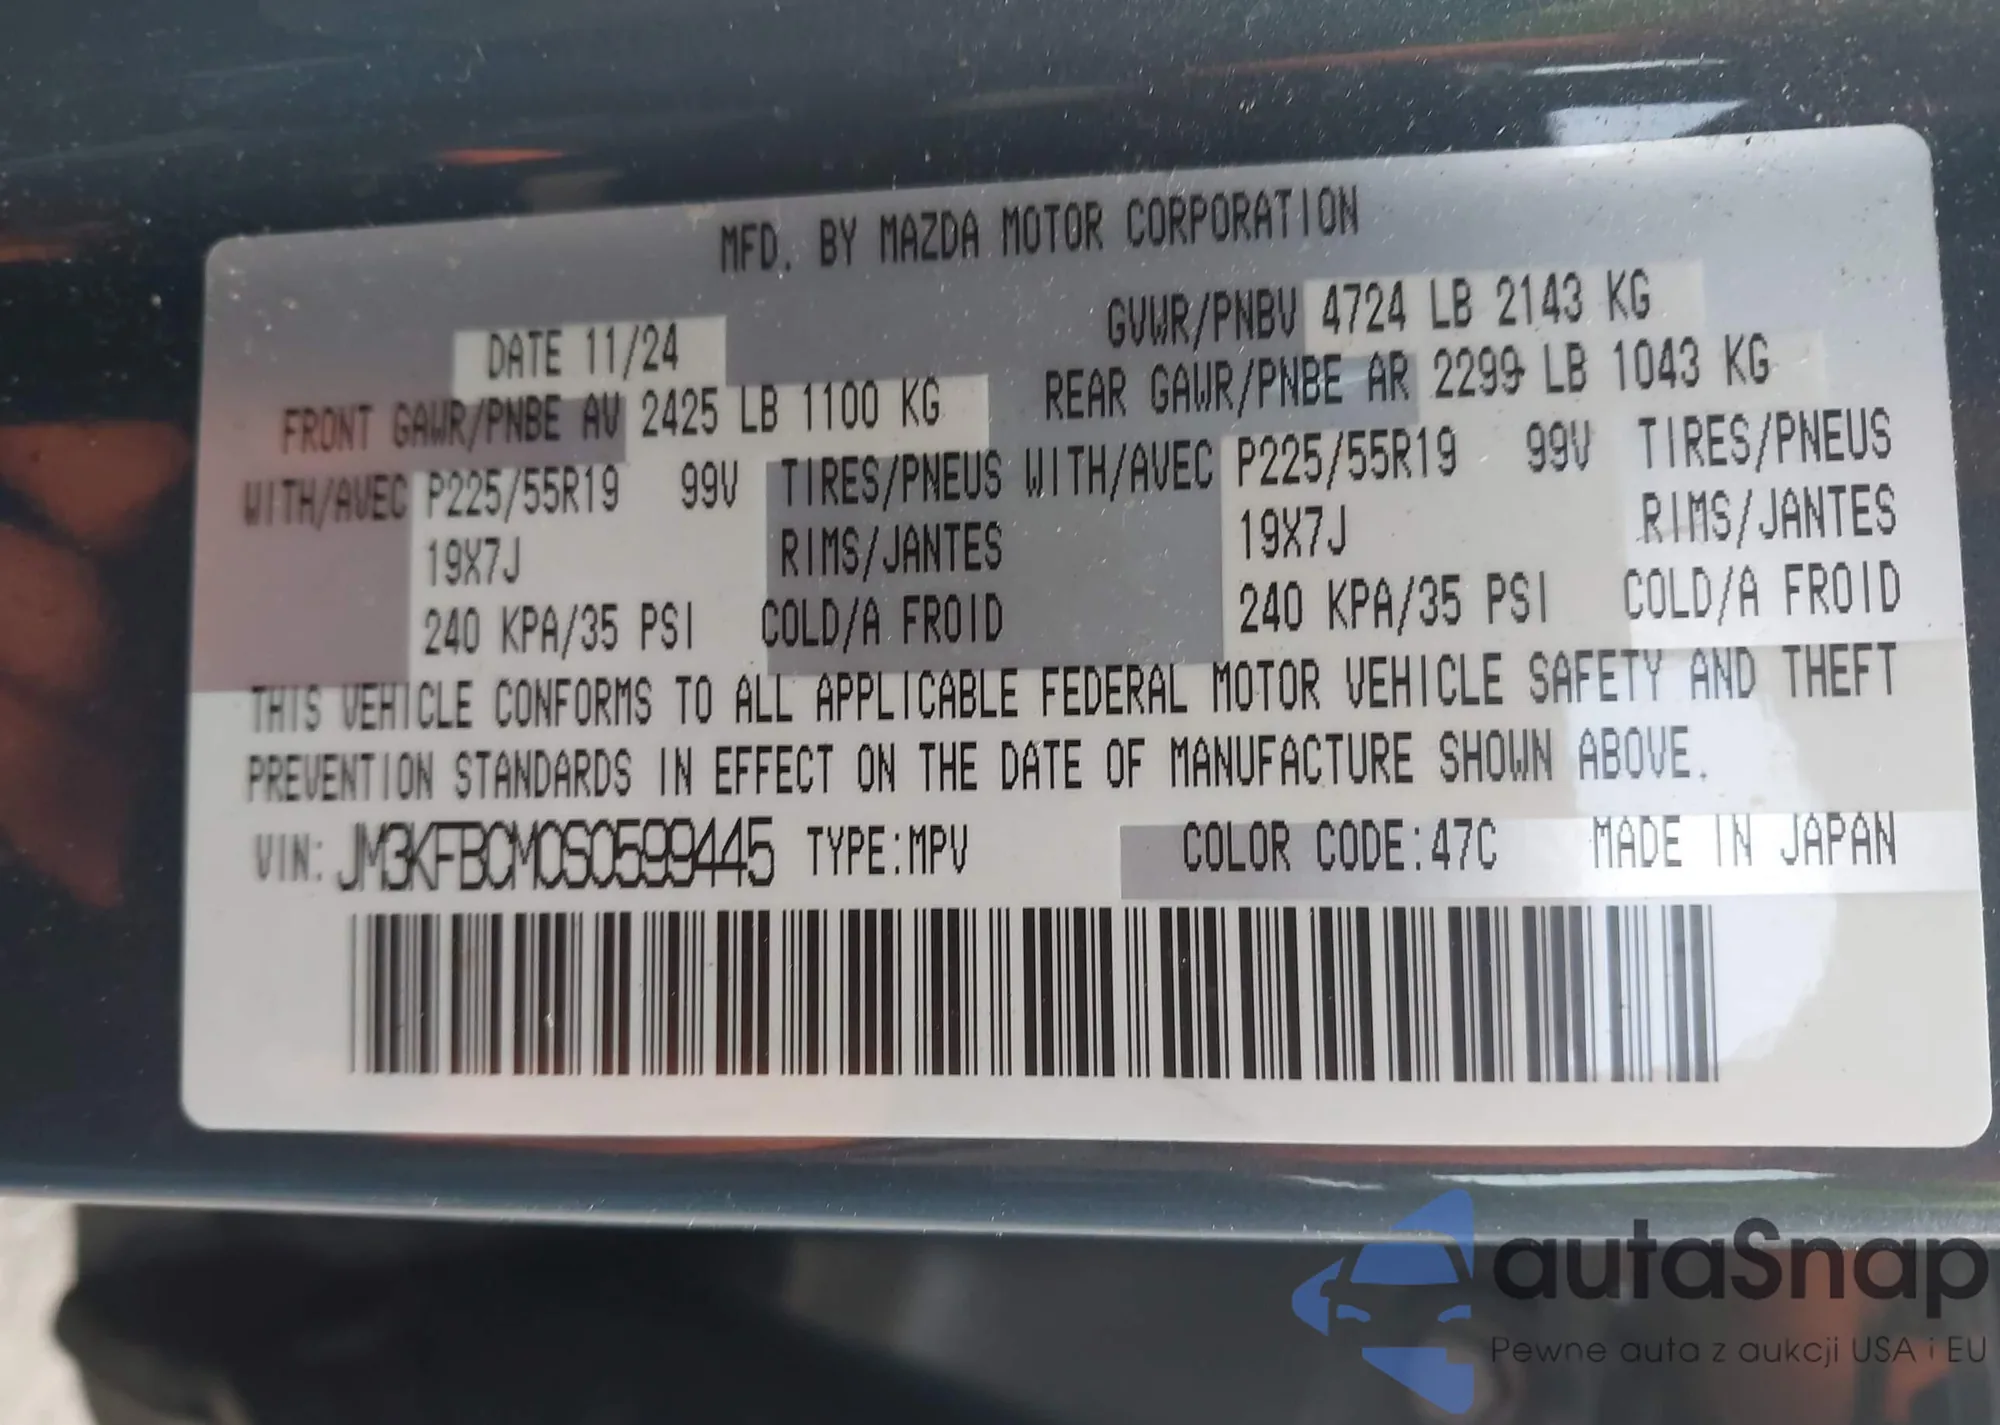 MFD. BY MAZDA MOTOR CORPORATION
DATE 11/24
GVWR/PNBV 4724 LB 2143 KG
FRONT GAWR/PNBE AV 2425 LB 1100 KG
REAR GAWR/PNBE AR 2299 LB 1043 KG
WITH/AVEC P225/55R19 99V TIRES/PNEUS WITH/AVEC P225/55R19 99V TIRES/PNEUS
19X7J RIMS/JANTES 19X7J RIMS/JANTES
240 KPA/35 PSI COLD/A FROID 240 KPA/35 PSI COLD/A FROID
THIS VEHICLE CONFORMS TO ALL APPLICABLE FEDERAL MOTOR VEHICLE SAFETY AND THEFT
PREVENTION STANDARDS IN EFFECT ON THE DATE OF MANUFACTURE SHOWN ABOVE.
VIN: JM3KFBCM0S0599445 TYPE:MPV COLOR CODE:47C MADE IN JAPAN
autaSnap
Pewne auta z aukcji USA i EU